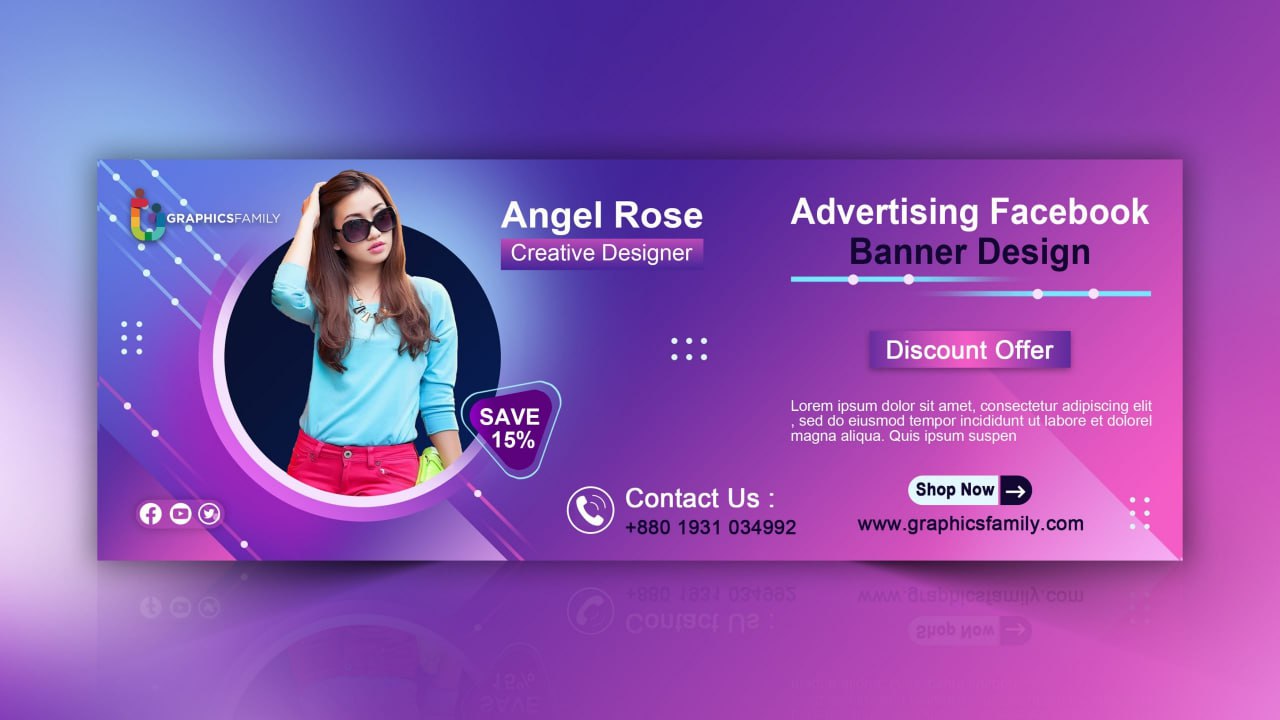 GRAPHICSFAMILY
Angel Rose
Creative Designer
SAVE
15%
Contact Us :
+880 1931 034992
Advertising Facebook
Banner Design
Discount Offer
Lorem ipsum dolor sit amet, consectetur adipiscing elit
, sed do eiusmod tempor incididunt ut labore et dolorel
magna aliqua. Quis ipsum suspen
Shop Now
www.graphicsfamily.com